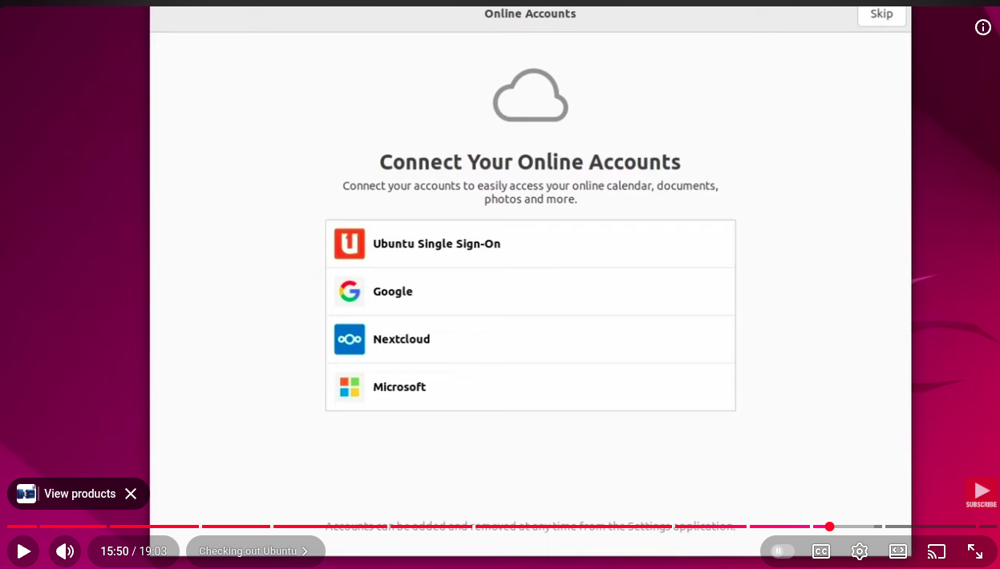 Online Accounts
Skip
Connect Your Online Accounts
Connect your accounts to easily access your online calendar, documents,
photos and more.
Ubuntu Single Sign-On
Google
Nextcloud
Microsoft
View products
SUBSCRIBE
Accounts can be added and removed at any time from the Settings application.
15:50 / 19:03
Checking out Ubuntu
CC